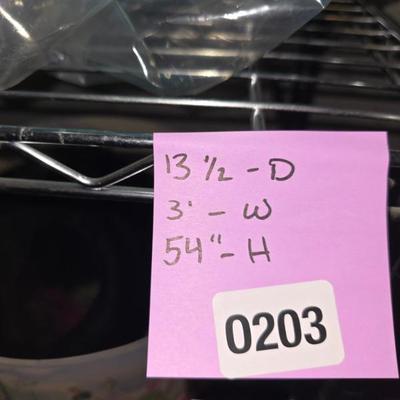 13 1/2 - D
3' - W
54" - H
0203